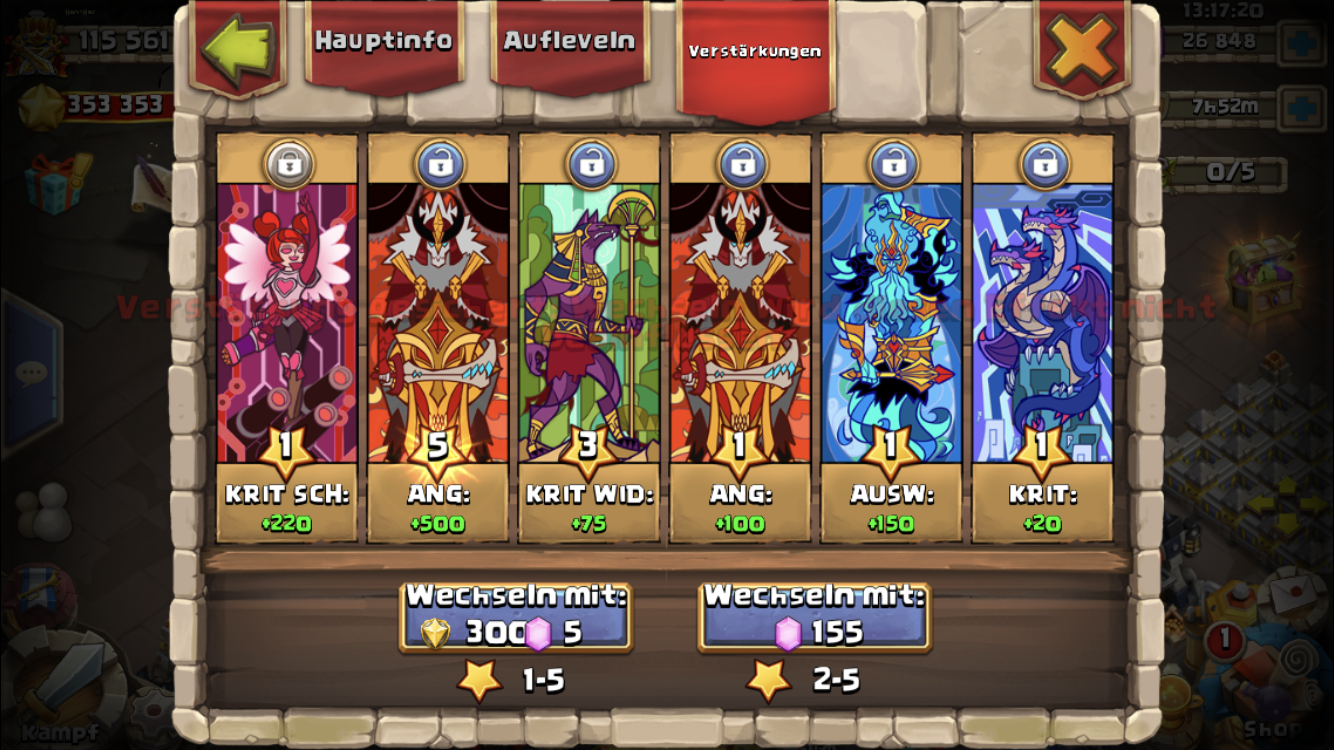 115 561
Hauptinfo
Aufleveln
Verstärkungen
13:17:20
26 848
353 353
7h52m
0/5
1
5
3
1
1
1
KRIT SCH:
ANG:
KRIT WID:
ANG:
AUSW:
KRIT:
+220
+500
+75
+100
+150
+20
Wechseln mit:
300 5
Wechseln mit:
155
1-5
2-5
1
Kampf
Shop